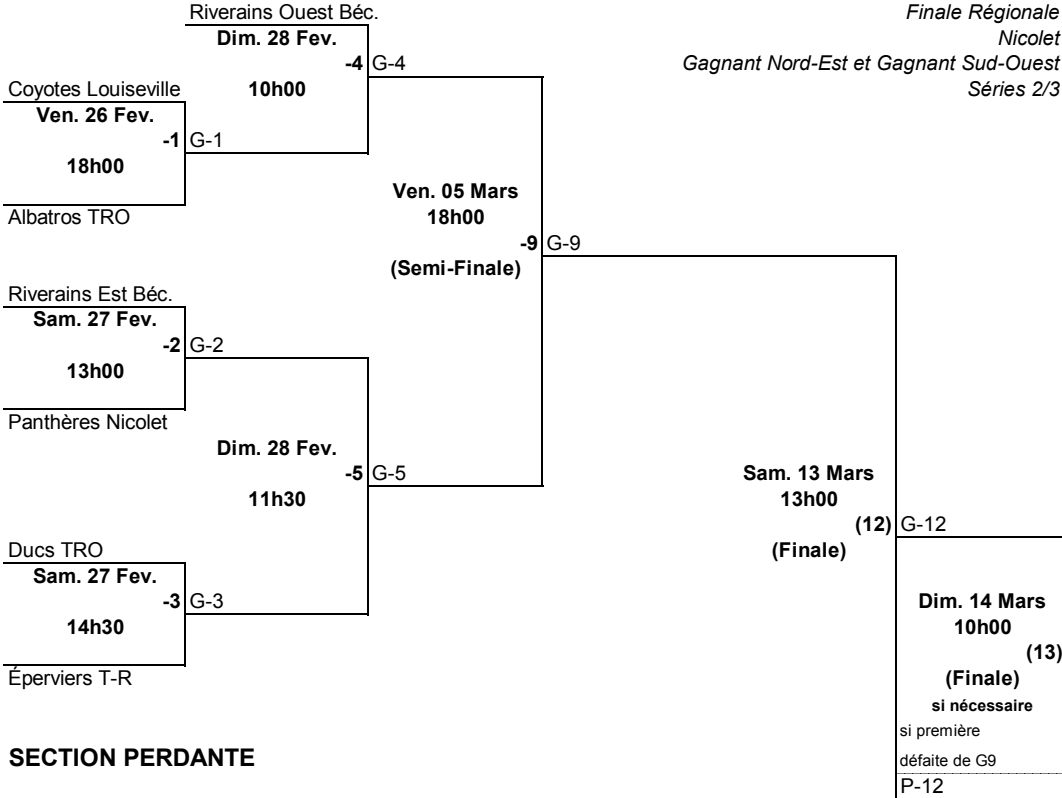 Riverains Ouest Béc.
Finale Régionale
Nicolet
Gagnant Nord-Est et Gagnant Sud-Ouest
Séries 2/3
Dim. 28 Fev.
-4 G-4
10h00
Coyotes Louiseville
Ven. 26 Fev.
-1 G-1
18h00
Albatros TRO
Ven. 05 Mars
18h00
-9 G-9
(Semi-Finale)
Riverains Est Béc.
Sam. 27 Fev.
-2 G-2
13h00
Panthères Nicolet
Dim. 28 Fev.
-5 G-5
11h30
Sam. 13 Mars
13h00
(12) G-12
(Finale)
Ducs TRO
Sam. 27 Fev.
-3 G-3
14h30
Éperviers T-R
Dim. 14 Mars
10h00
(13)
(Finale)
si nécessaire
si première
défaite de G9
P-12
SECTION PERDANTE